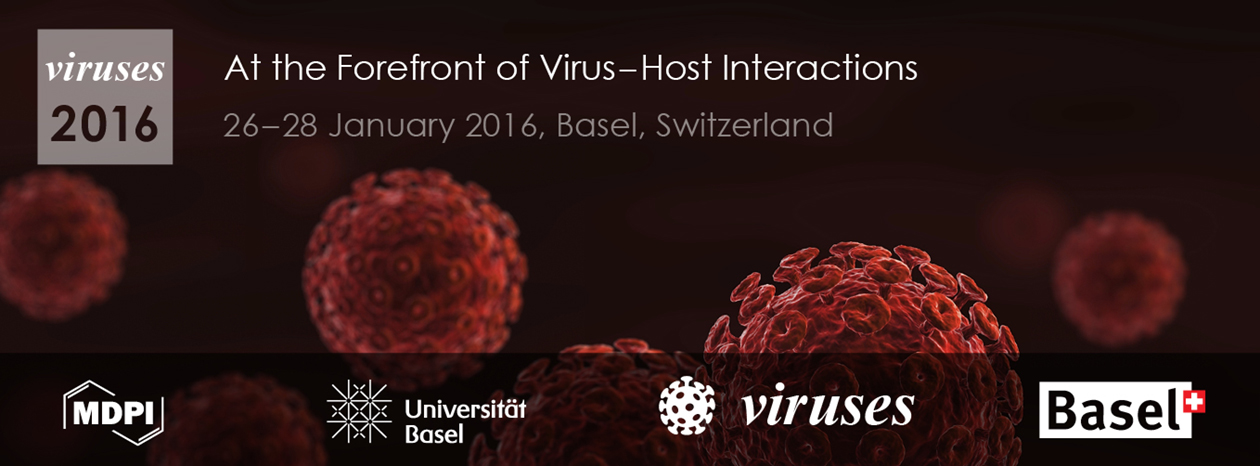 viruses
2016
At the Forefront of Virus–Host Interactions
26–28 January 2016, Basel, Switzerland
MDPI
Universität
Basel
viruses
Basel